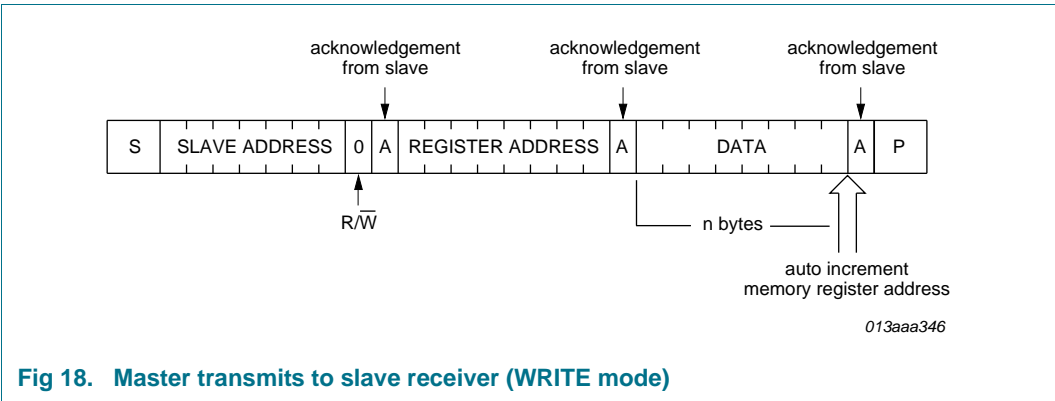 acknowledgement
from slave
acknowledgement
from slave
acknowledgement
from slave
S SLAVE ADDRESS 0 A REGISTER ADDRESS A DATA A P
R/W̅
n bytes
auto increment
memory register address
013aaa346
Fig 18. Master transmits to slave receiver (WRITE mode)